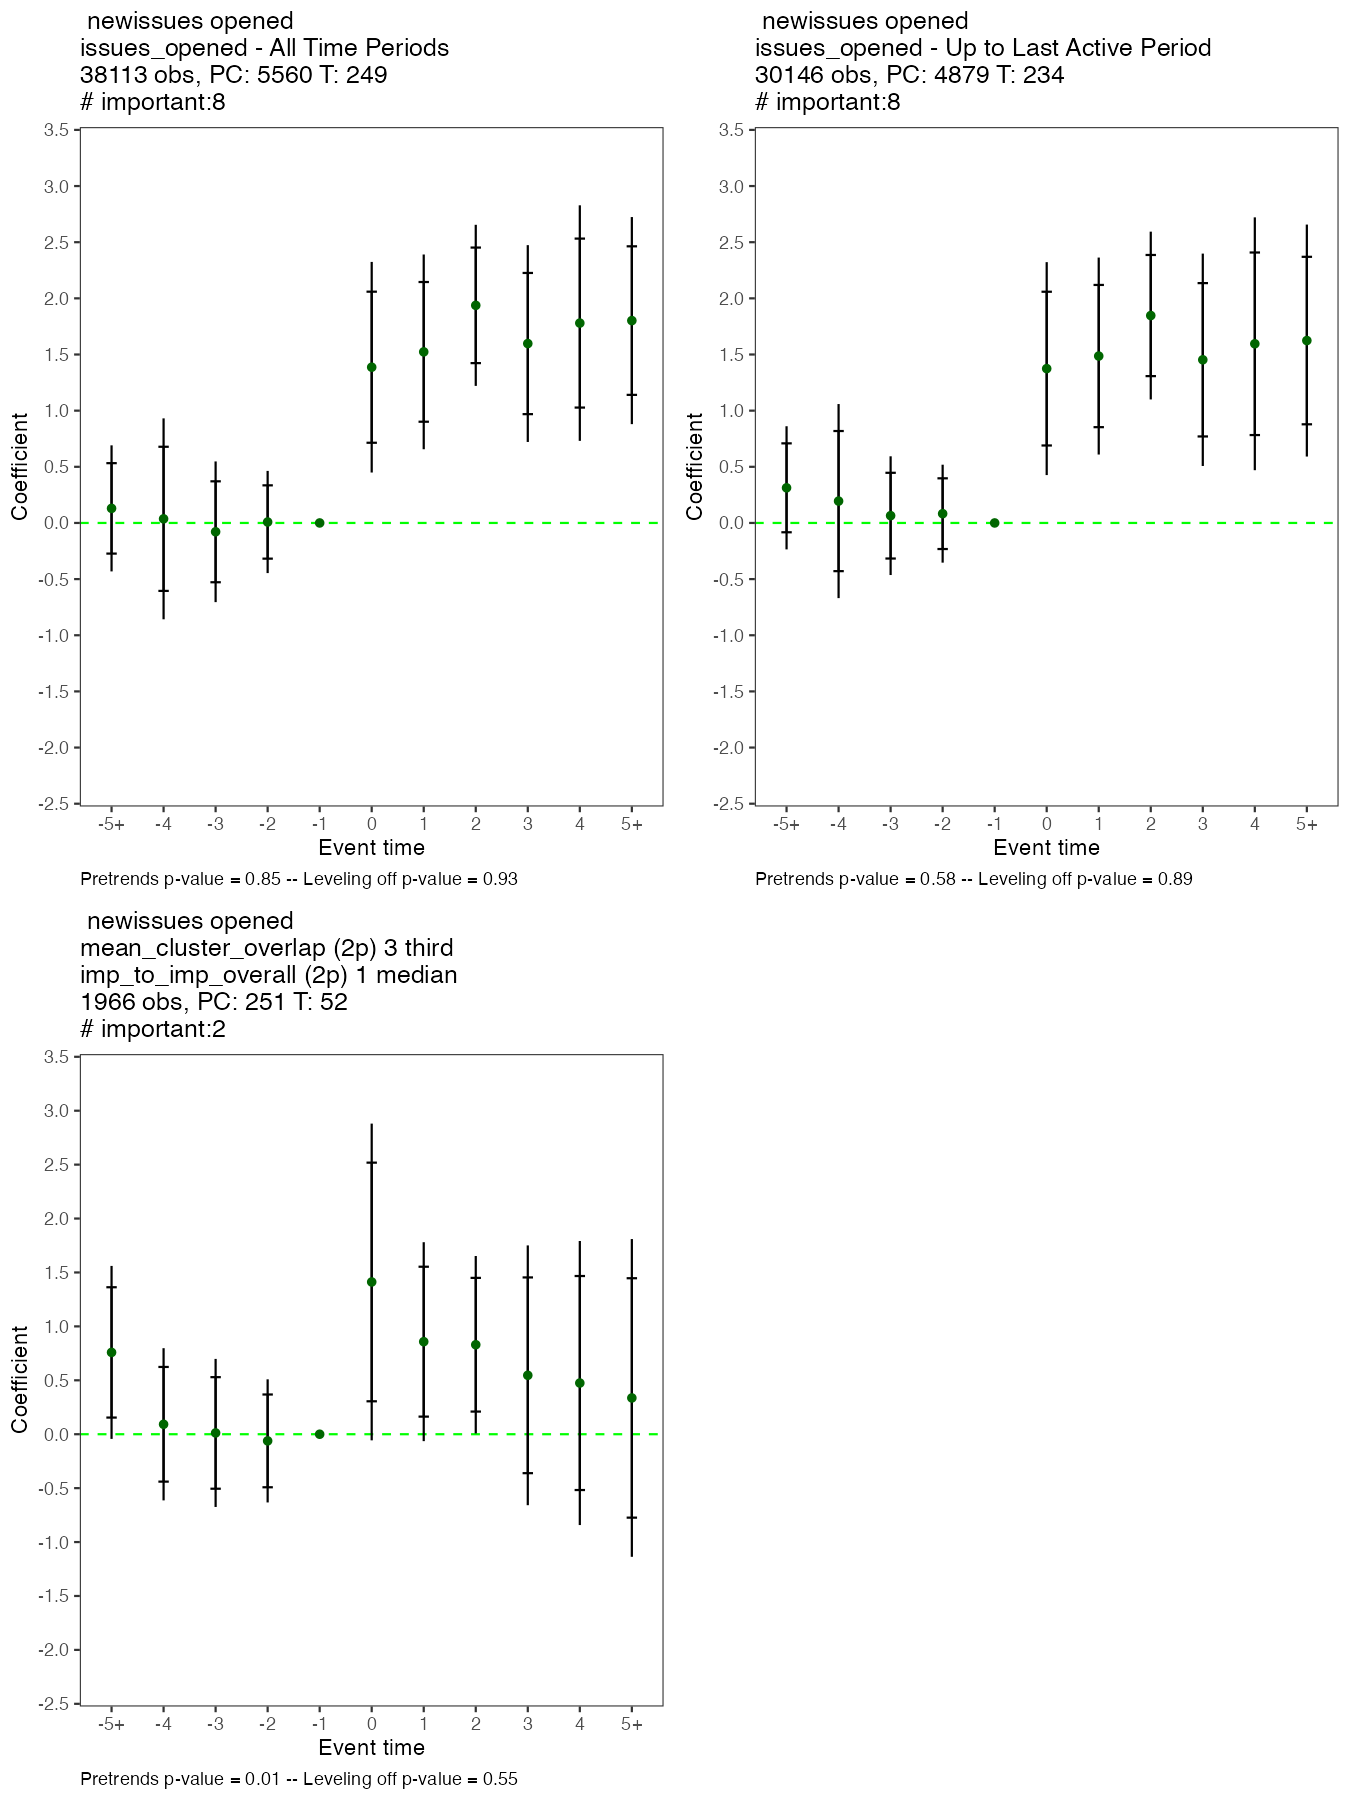 newissues opened
issues_opened - All Time Periods
38113 obs, PC: 5560 T: 249
# important:8
3.5
3.0
2.5
2.0
1.5
1.0
0.5
0.0
-0.5
-1.0
-1.5
-2.0
-2.5
Coefficient
-5+ -4 -3 -2 -1 0 1 2 3 4 5+
Event time
Pretrends p-value = 0.85 -- Leveling off p-value = 0.93
newissues opened
issues_opened - Up to Last Active Period
30146 obs, PC: 4879 T: 234
# important:8
3.5
3.0
2.5
2.0
1.5
1.0
0.5
0.0
-0.5
-1.0
-1.5
-2.0
-2.5
Coefficient
-5+ -4 -3 -2 -1 0 1 2 3 4 5+
Event time
Pretrends p-value = 0.58 -- Leveling off p-value = 0.89
newissues opened
mean_cluster_overlap (2p) 3 third
imp_to_imp_overall (2p) 1 median
1966 obs, PC: 251 T: 52
# important:2
3.5
3.0
2.5
2.0
1.5
1.0
0.5
0.0
-0.5
-1.0
-1.5
-2.0
-2.5
Coefficient
-5+ -4 -3 -2 -1 0 1 2 3 4 5+
Event time
Pretrends p-value = 0.01 -- Leveling off p-value = 0.55